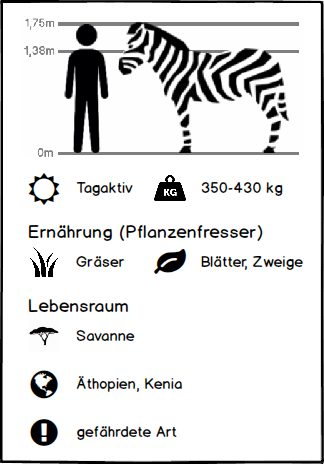 1,75m
1,38m
0m
Tagaktiv
KG
350-430 kg
Ernährung (Pflanzenfresser)
Gräser
Blätter, Zweige
Lebensraum
Savanne
Äthopien, Kenia
gefährdete Art